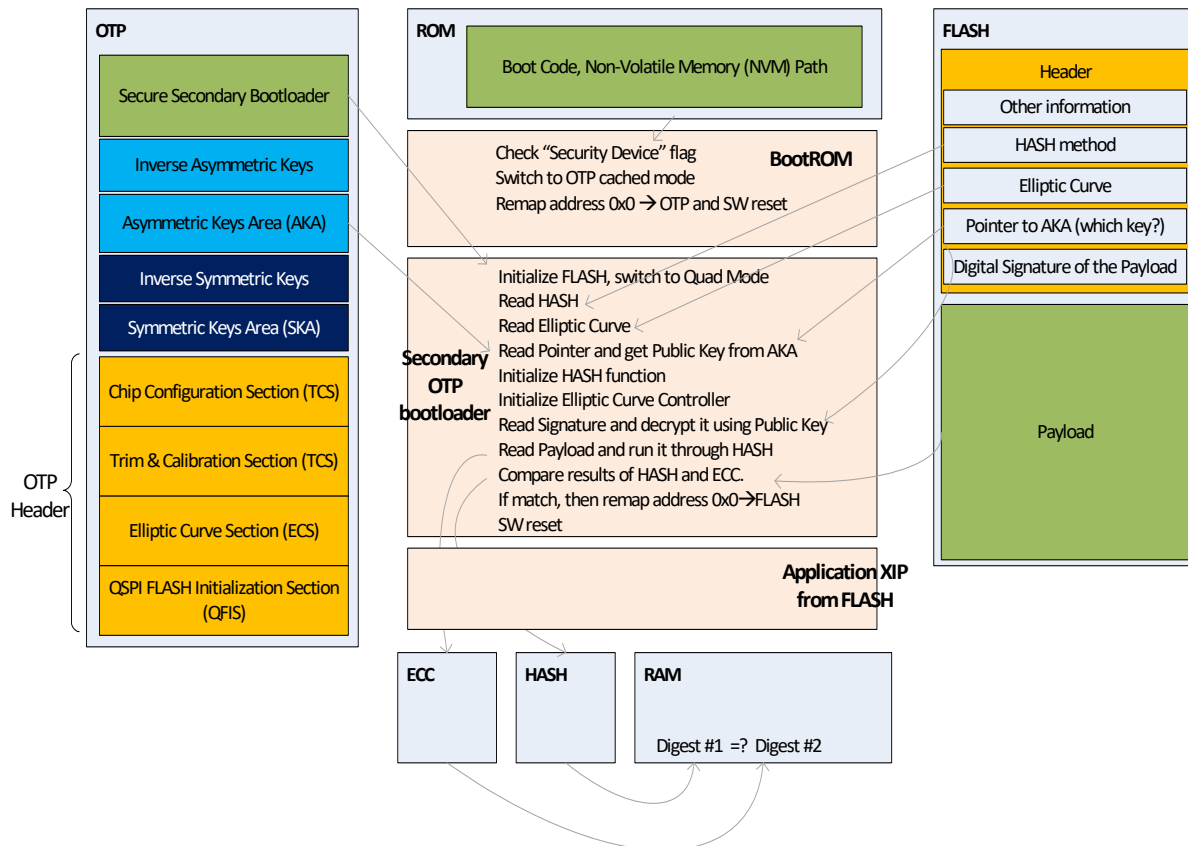 OTP
Secure Secondary Bootloader
Inverse Asymmetric Keys
Asymmetric Keys Area (AKA)
Inverse Symmetric Keys
Symmetric Keys Area (SKA)
Chip Configuration Section (TCS)
Trim & Calibration Section (TCS)
Elliptic Curve Section (ECS)
QSPI FLASH Initialization Section
(QFIS)
OTP
Header
ROM
Boot Code, Non-Volatile Memory (NVM) Path
Check “Security Device” flag
Switch to OTP cached mode
Remap address 0x0 → OTP and SW reset
BootROM
Initialize FLASH, switch to Quad Mode
Read HASH
Read Elliptic Curve
Read Pointer and get Public Key from AKA
Initialize HASH function
Initialize Elliptic Curve Controller
Read Signature and decrypt it using Public Key
Read Payload and run it through HASH
Compare results of HASH and ECC.
If match, then remap address 0x0→FLASH
SW reset
Secondary
OTP
bootloader
Application XIP
from FLASH
ECC
HASH
RAM
Digest #1 =? Digest #2
FLASH
Header
Other information
HASH method
Elliptic Curve
Pointer to AKA (which key?)
Digital Signature of the Payload
Payload